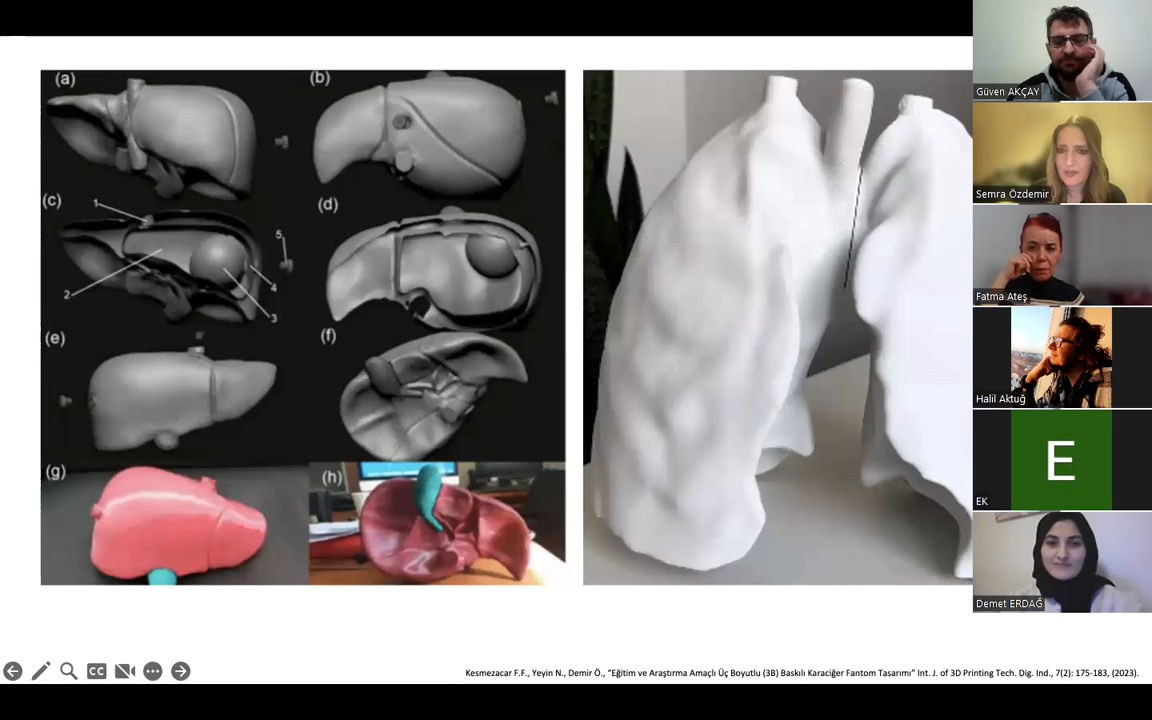 (a)
(b)
(c)
1
5
(d)
2
4
3
(e)
(f)
(g)
(h)
Güven AKÇAY
Semra Özdemir
Fatma Ateş
Halil Aktuğ
E
EK
Demet ERDAĞ
CC
Kesmezacar F.F., Yeyin N., Demir Ö., "Eğitim ve Araştırma Amaçlı Üç Boyutlu (3B) Baskılı Karaciğer Fantom Tasarımı" Int. J. of 3D Printing Tech. Dig. Ind., 7(2): 175-183, (2023).